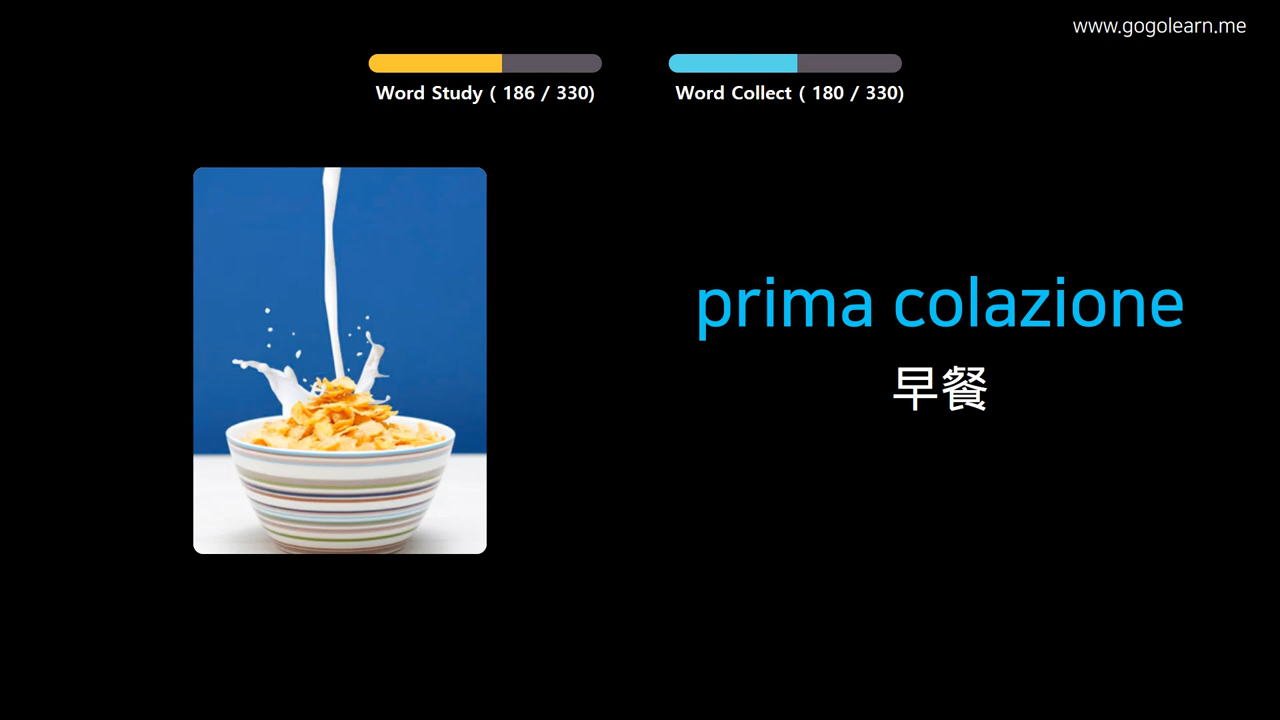 www.gogolearn.me
Word Study ( 186 / 330)
Word Collect ( 180 / 330)
prima colazione
早餐